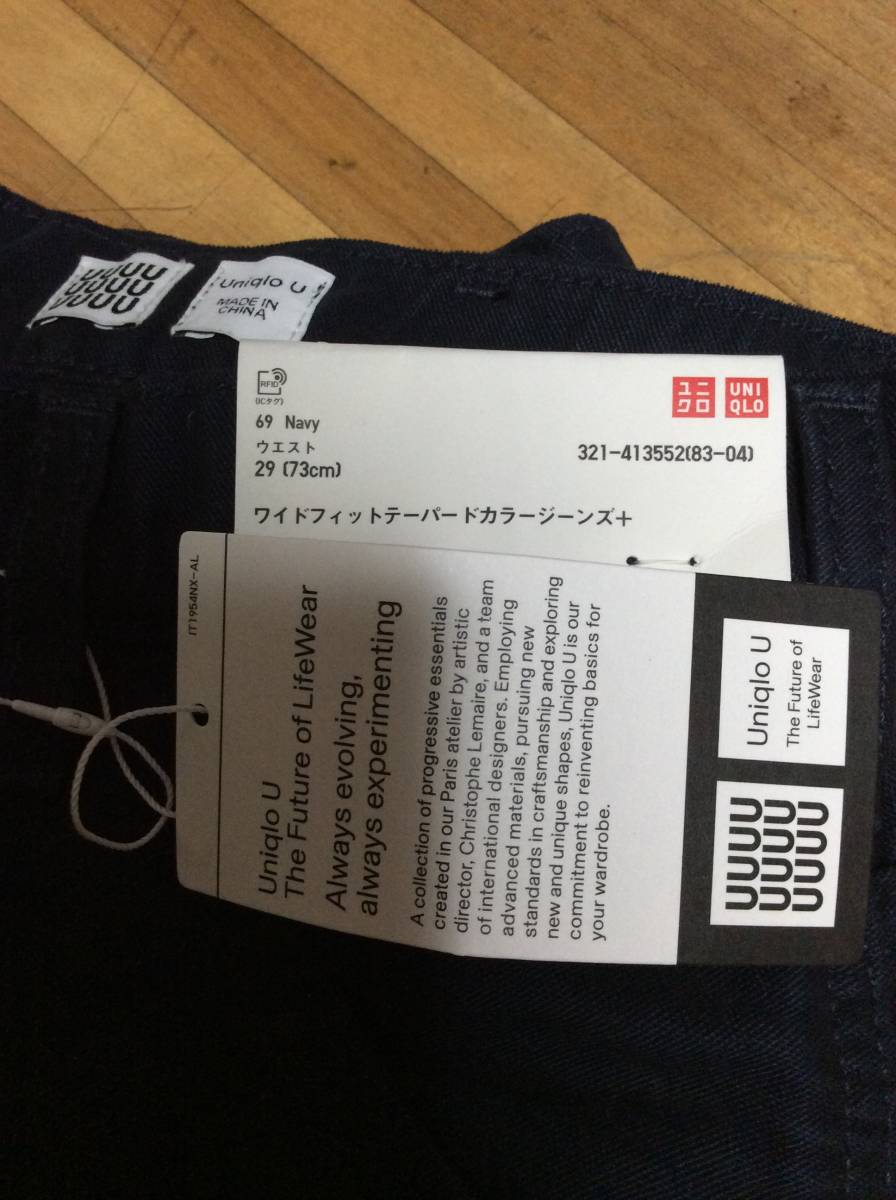 UUUU
UUUU
UUUU
Uniqlo U
MADE IN
CHINA
RFID
(ICタグ)
69 Navy
ウエスト
29 (73cm)
ユニ
クロ
UNI
QLO
321-413552(83-04)
ワイドフィットテーパードカラージーンズ+
IT1954NX-AL
Uniqlo U
The Future of LifeWear
Always evolving,
always experimenting
A collection of progressive essentials
created in our Paris atelier by artistic
director, Christophe Lemaire, and a team
of international designers. Employing
advanced materials, pursuing new
standards in craftsmanship and exploring
new and unique shapes, Uniqlo U is our
commitment to reinventing basics for
your wardrobe.
UUUU
UUUU
UUUU
Uniqlo U
The Future of
LifeWear